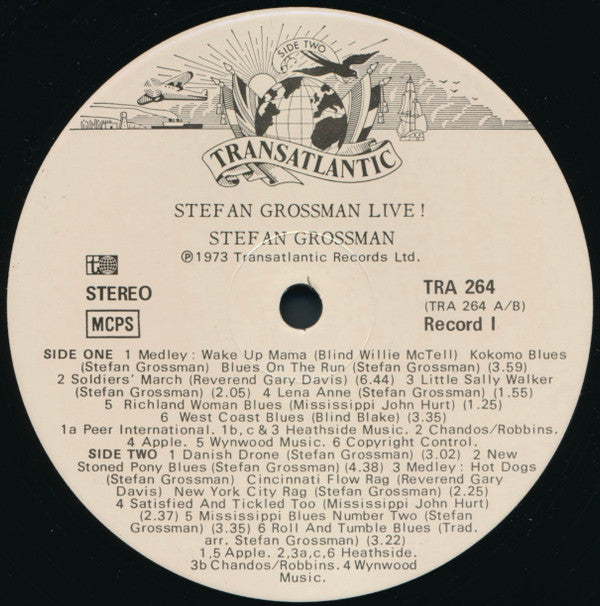 SIDE TWO
TRANSATLANTIC
STEFAN GROSSMAN LIVE!
STEFAN GROSSMAN
℗1973 Transatlantic Records Ltd.
STEREO
MCPS
TRA 264
(TRA 264 A/B)
Record I
SIDE ONE 1 Medley: Wake Up Mama (Blind Willie McTell) Kokomo Blues
(Stefan Grossman) Blues On The Run (Stefan Grossman) (3.59)
2 Soldiers' March (Reverend Gary Davis) (6.44) 3 Little Sally Walker
(Stefan Grossman) (2.05) 4 Lena Anne (Stefan Grossman) (1.55)
5 Richland Woman Blues (Mississippi John Hurt) (1.25)
6 West Coast Blues (Blind Blake) (3.35)
1a Peer International. 1b, c & 3 Heathside Music. 2 Chandos/Robbins.
4 Apple. 5 Wynwood Music. 6 Copyright Control.
SIDE TWO 1 Danish Drone (Stefan Grossman) (3.02) 2 New
Stoned Pony Blues (Stefan Grossman) (4.38) 3 Medley: Hot Dogs
(Stefan Grossman) Cincinnati Flow Rag (Reverend Gary
Davis) New York City Rag (Stefan Grossman) (2.25)
4 Satisfied And Tickled Too (Mississippi John Hurt)
(2.37) 5 Mississippi Blues Number Two (Stefan
Grossman) (3.35) 6 Roll And Tumble Blues (Trad.
arr. Stefan Grossman) (3.22)
1,5 Apple. 2,3a,c,6 Heathside.
3b Chandos/Robbins. 4 Wynwood
Music.